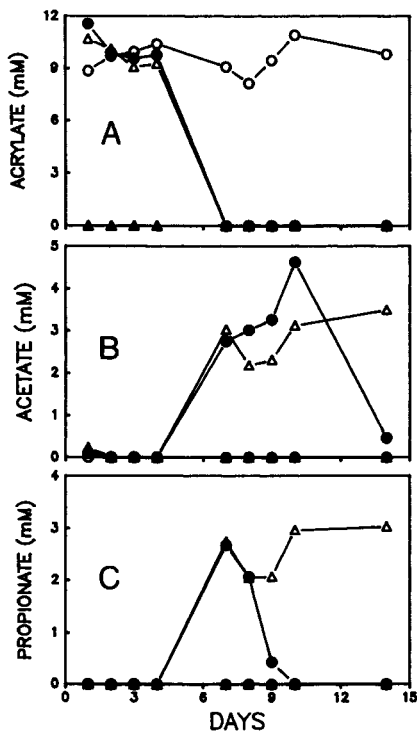 12
9
6
3
0
ACRYLATE (mM)
A
5
4
3
2
1
0
ACETATE (mM)
B
4
3
2
1
0
PROPIONATE (mM)
C
0 3 6 9 12 15
DAYS